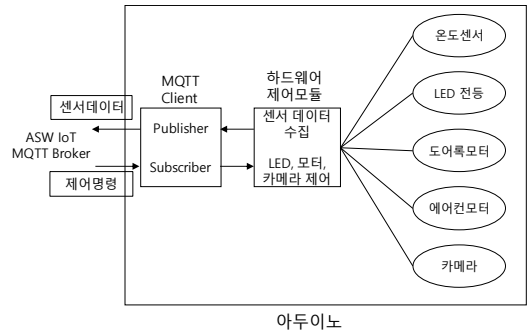 온도센서
LED 전등
도어록모터
에어컨모터
카메라
하드웨어
제어모듈
센서 데이터
수집
LED, 모터,
카메라 제어
MQTT
Client
Publisher
Subscriber
센서데이터
ASW IoT
MQTT Broker
제어명령
아두이노